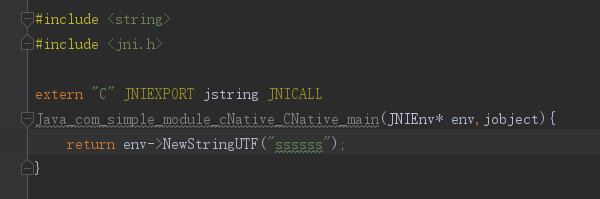 #include <string>
#include <jni.h>
extern "C" JNIEXPORT jstring JNICALL
Java_com_simple_module_cNative_CNative_main(JNIEnv* env,jobject){
return env->NewStringUTF("ssssss");
}